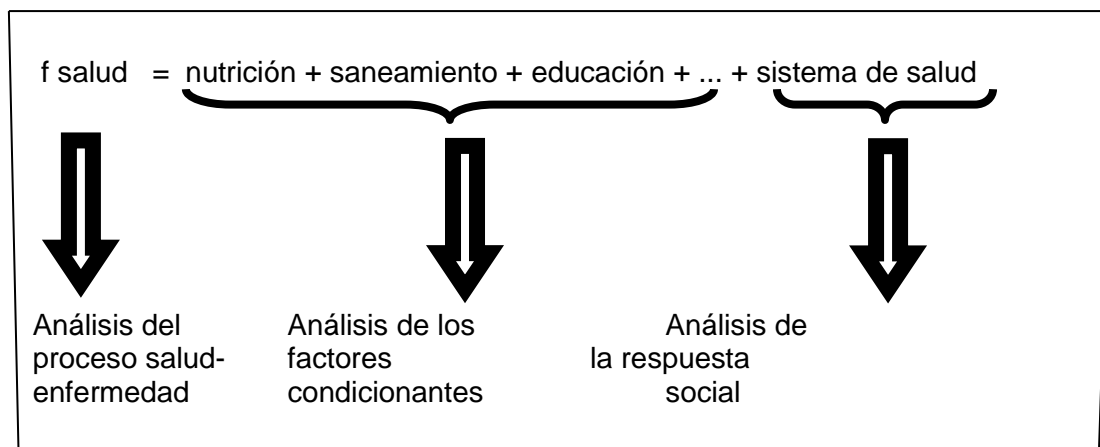 f salud = nutrición + saneamiento + educación + ... + sistema de salud
Análisis del
proceso salud-
enfermedad
Análisis de los
factores
condicionantes
Análisis de
la respuesta
social